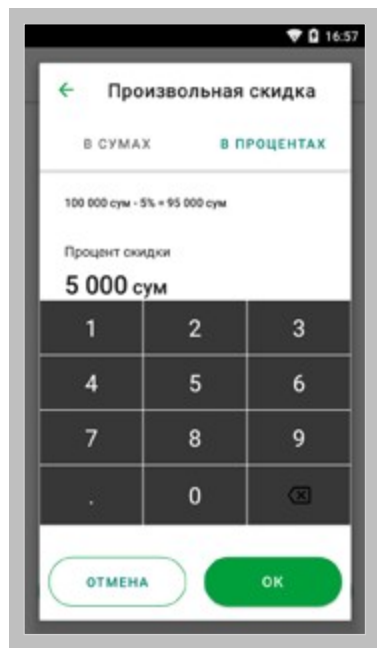 16:57
Произвольная скидка
В СУМАХ В ПРОЦЕНТАХ
100 000 сум - 5% = 95 000 сум
Процент скидки
5 000 сум
1 2 3
4 5 6
7 8 9
. 0
ОТМЕНА ОК